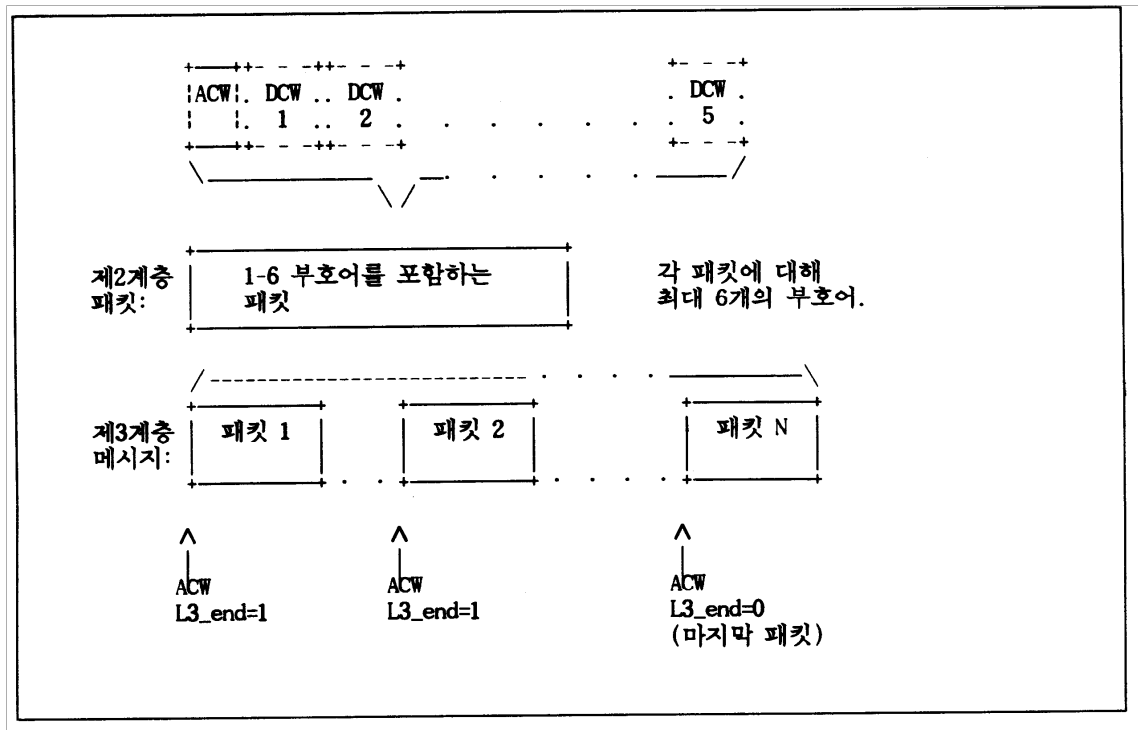 ACW DCW DCW DCW
1 2 5
제2계층 1-6 부호어를 포함하는 각 패킷에 대해
패킷: 패킷 최대 6개의 부호어.
제3계층 패킷 1 패킷 2 패킷 N
메시지:
ACW ACW ACW
L3_end=1 L3_end=1 L3_end=0
(마지막 패킷)